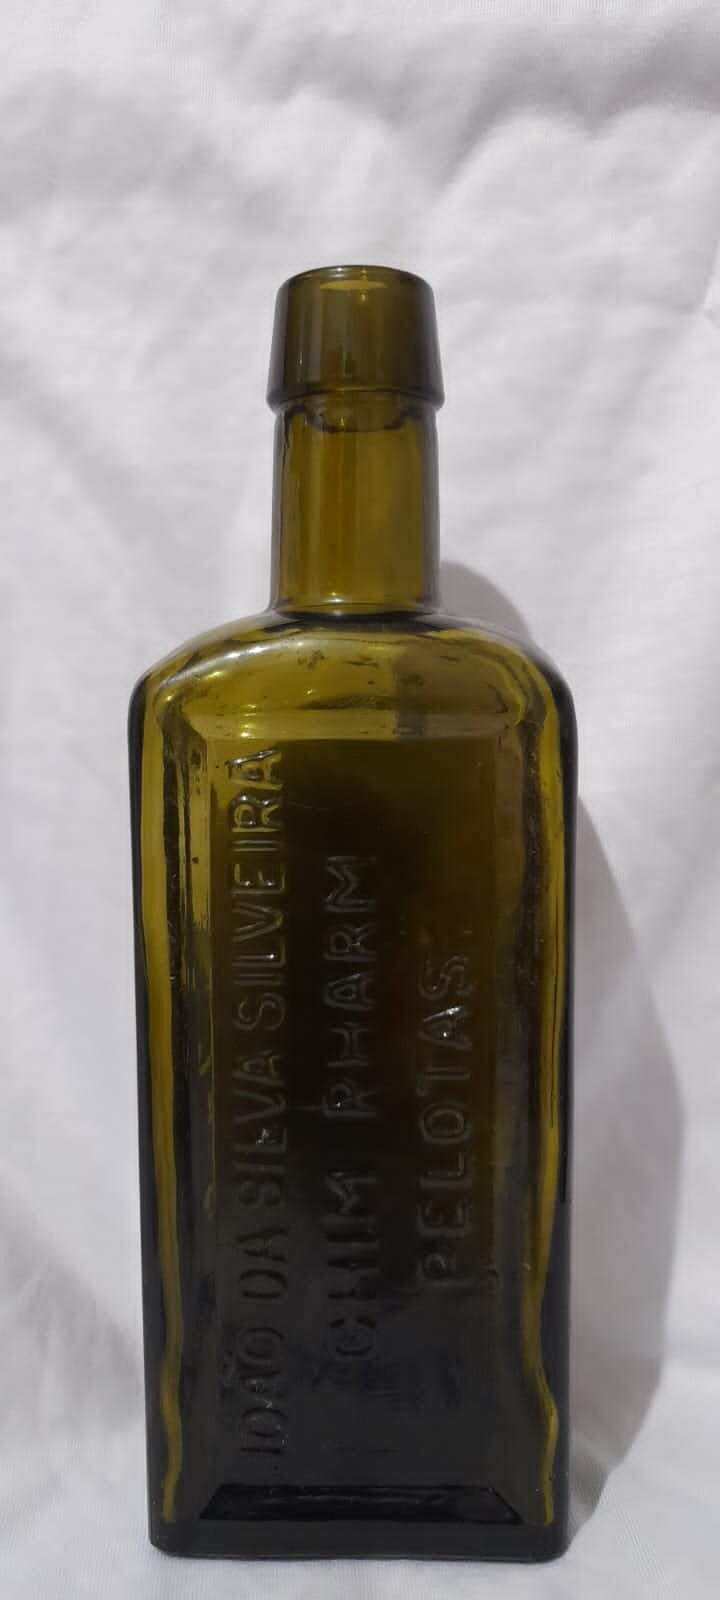 JOÃO DA SILVA SILVEIRA
CHIM PHARM
PELOTAS